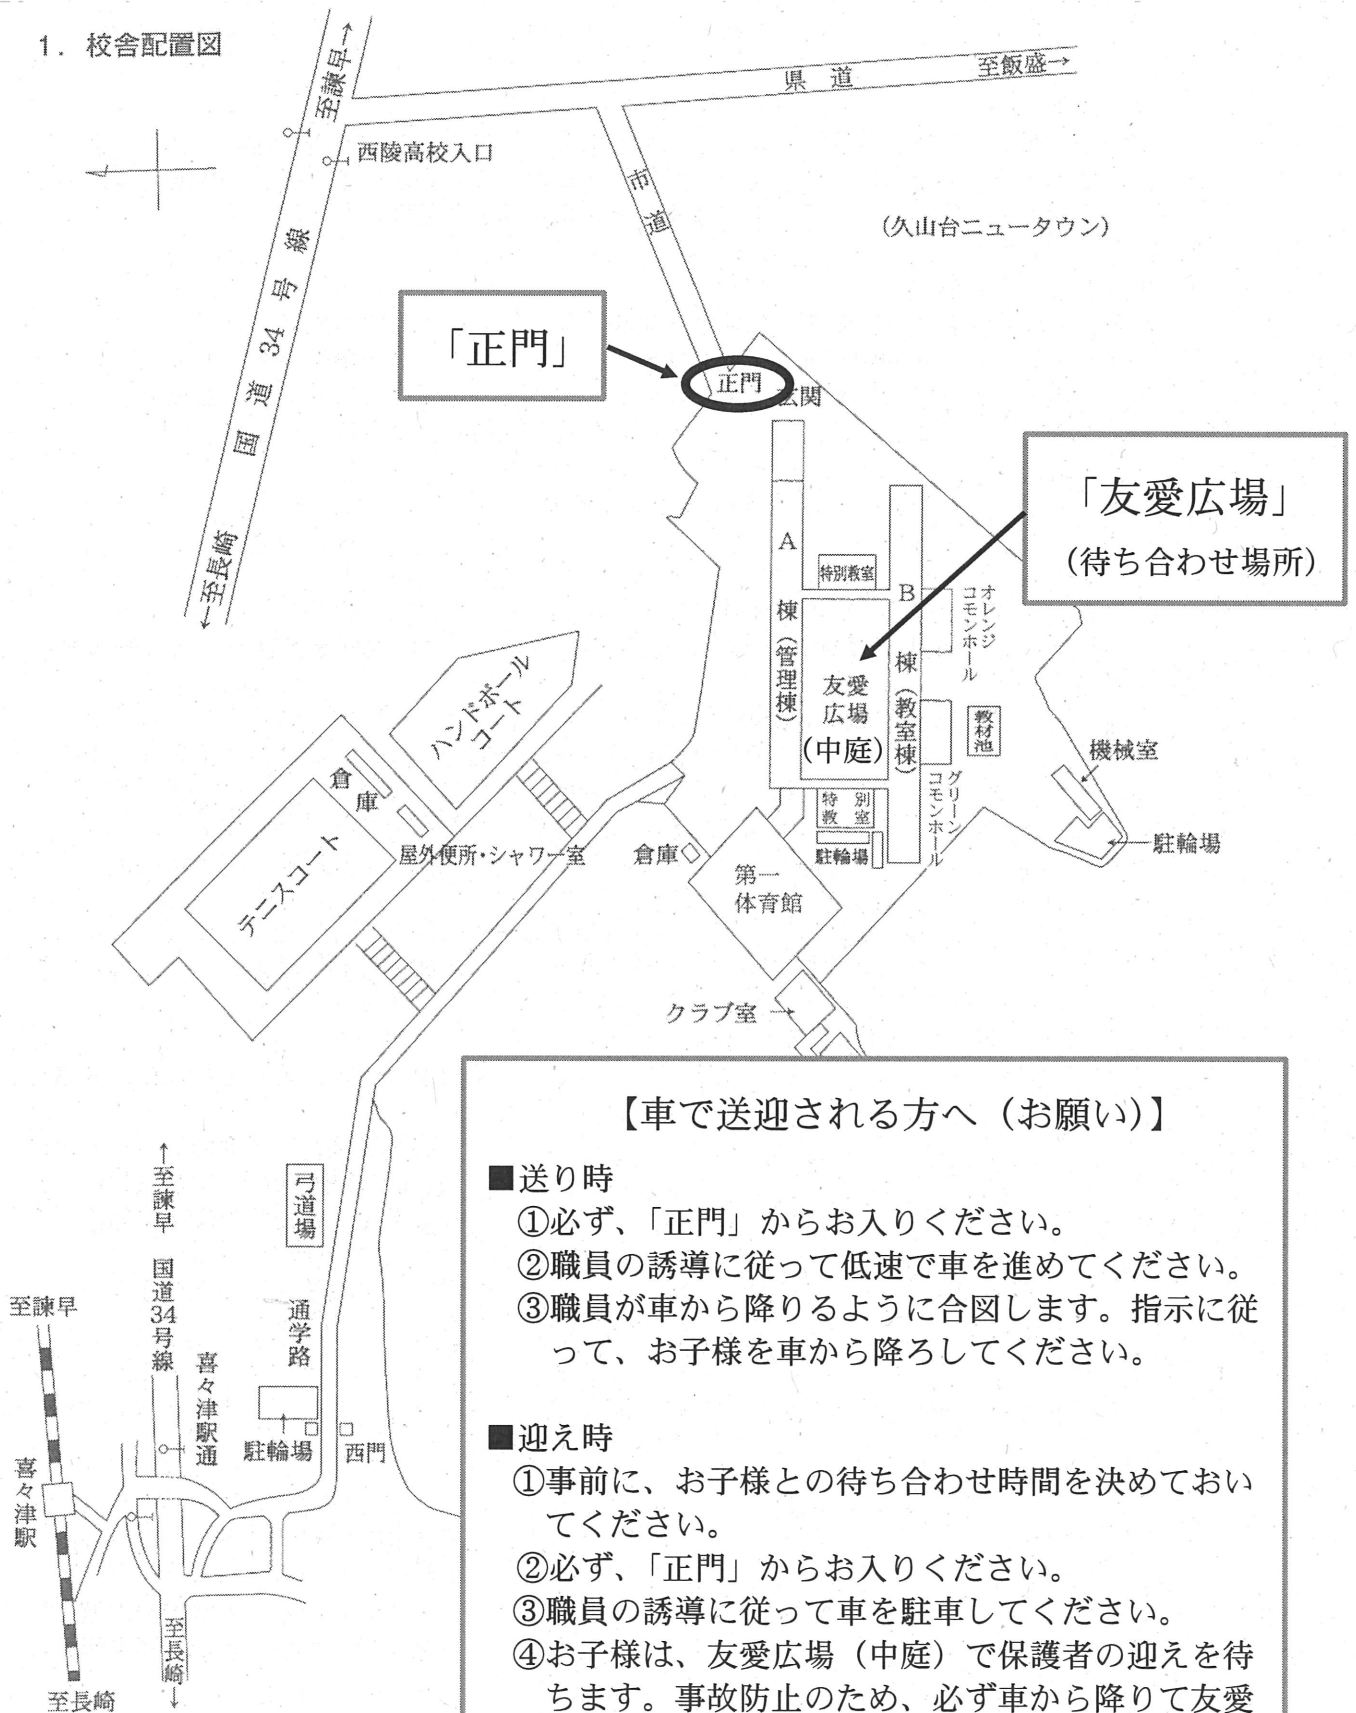 1．校舎配置図
至諫早→
県道
至飯盛→
西陵高校入口
市道
（久山台ニュータウン）
国道34号線
←至長崎
「正門」
正門
玄関
「友愛広場」
（待ち合わせ場所）
A棟（管理棟）
特別教室
B棟（教室棟）
オレンジ
コモンホール
友愛
広場
（中庭）
教材池
機械室
駐輪場
グリーン
コモンホール
特別
教室
駐輪場
ハンドボール
コート
倉庫
テニスコート
屋外便所・シャワー室
倉庫
第一
体育館
クラブ室→
【車で送迎される方へ（お願い）】
■送り時
①必ず、「正門」からお入りください。
②職員の誘導に従って低速で車を進めてください。
③職員が車から降りるように合図します。指示に従
って、お子様を車から降ろしてください。
■迎え時
①事前に、お子様との待ち合わせ時間を決めておい
てください。
②必ず、「正門」からお入りください。
③職員の誘導に従って車を駐車してください。
④お子様は、友愛広場（中庭）で保護者の迎えを待
ちます。事故防止のため、必ず車から降りて友愛
←至諫早
国道34号線
弓道場
通学路
喜々津駅通
駐輪場
西門
至諫早
喜々津駅
至長崎
至長崎→